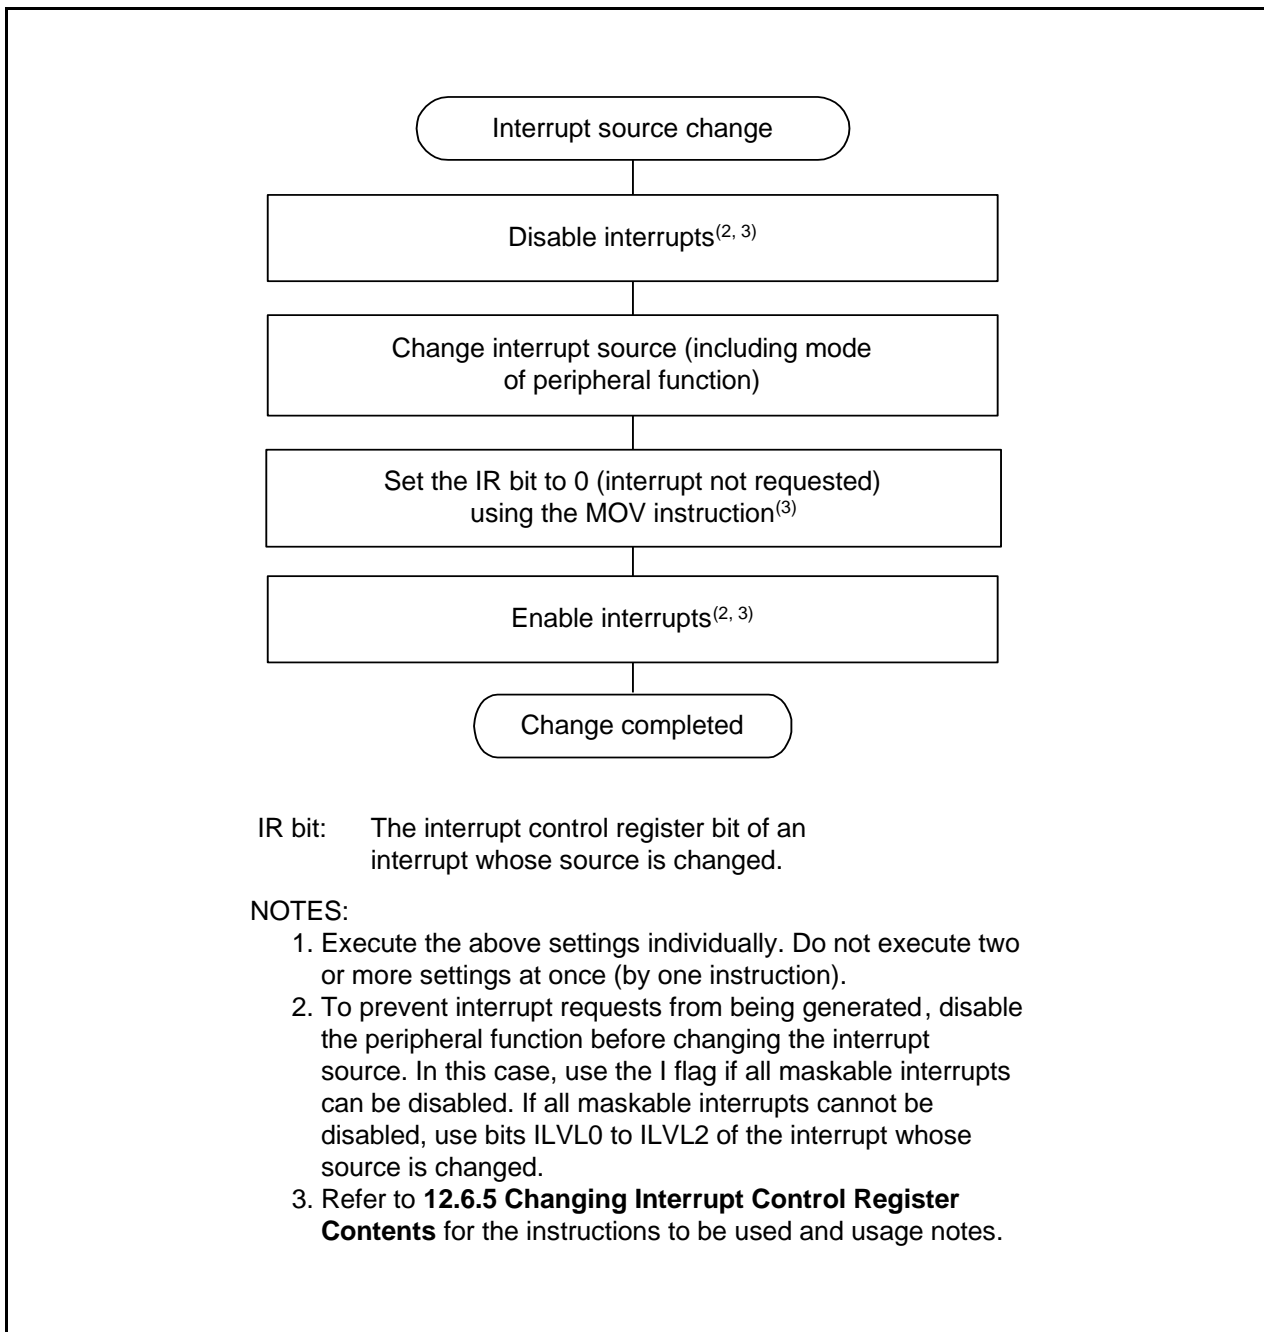 Interrupt source change
Disable interrupts(2, 3)
Change interrupt source (including mode
of peripheral function)
Set the IR bit to 0 (interrupt not requested)
using the MOV instruction(3)
Enable interrupts(2, 3)
Change completed
IR bit: The interrupt control register bit of an
interrupt whose source is changed.
NOTES:
1. Execute the above settings individually. Do not execute two
or more settings at once (by one instruction).
2. To prevent interrupt requests from being generated, disable
the peripheral function before changing the interrupt
source. In this case, use the I flag if all maskable interrupts
can be disabled. If all maskable interrupts cannot be
disabled, use bits ILVL0 to ILVL2 of the interrupt whose
source is changed.
3. Refer to 12.6.5 Changing Interrupt Control Register
Contents for the instructions to be used and usage notes.